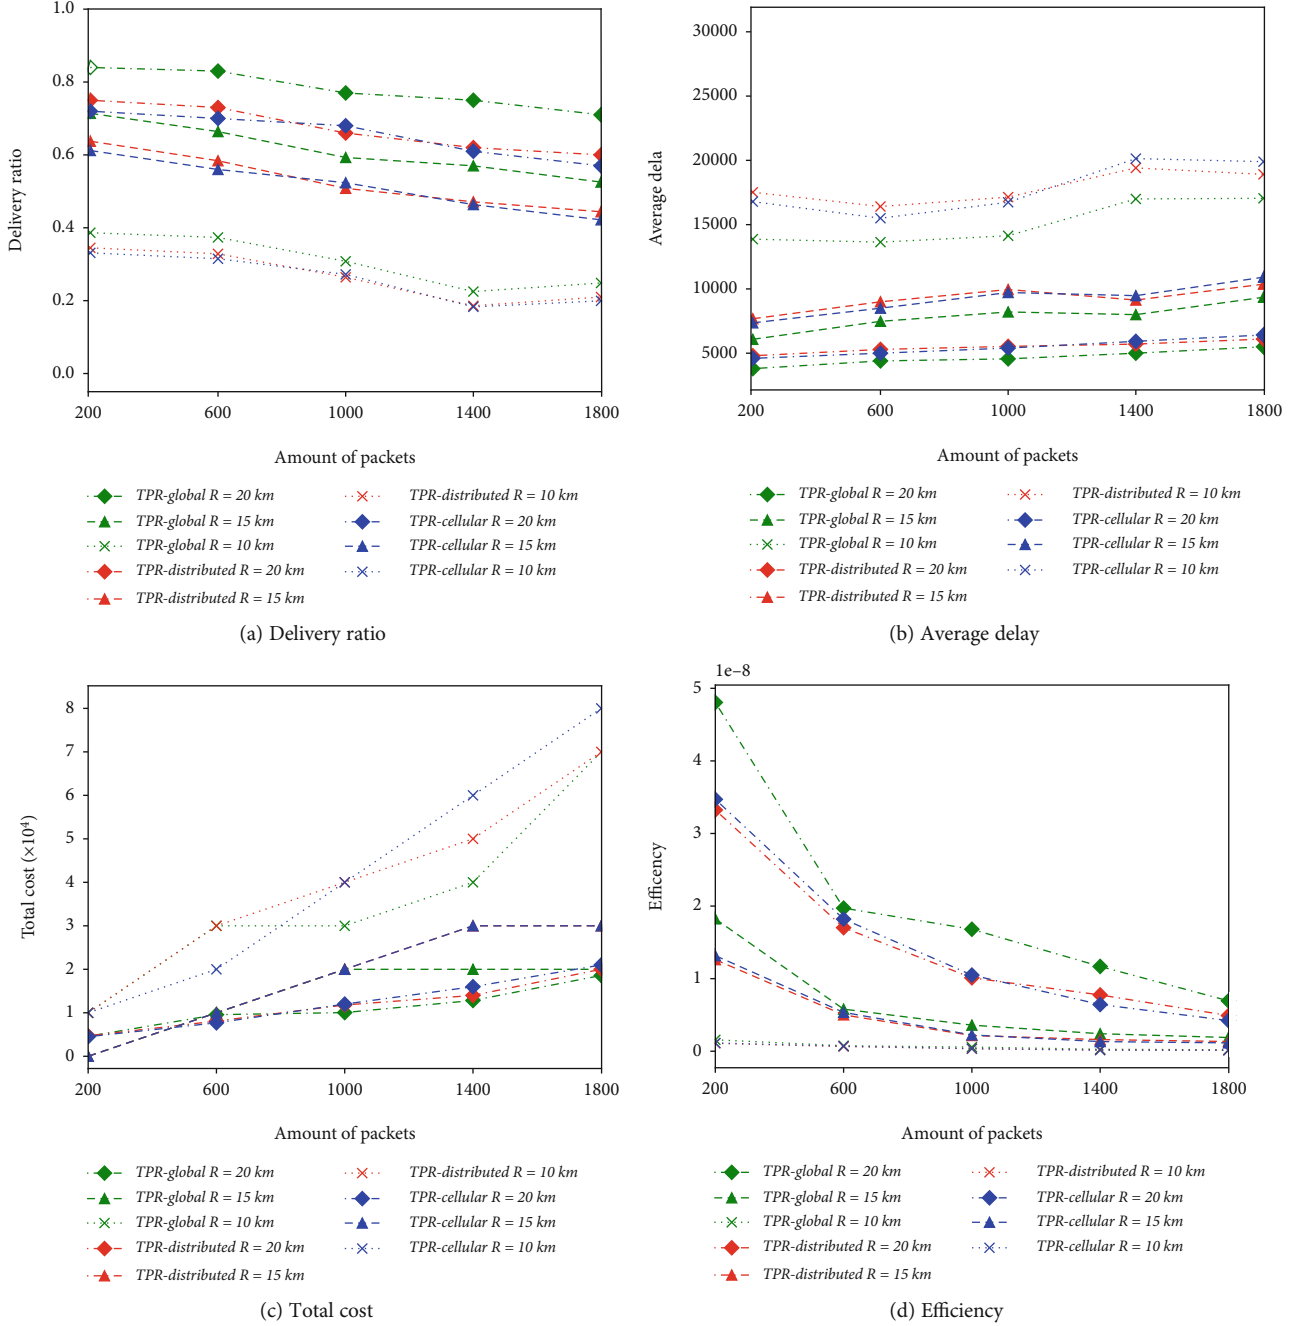 1.0
0.8
0.6
0.4
0.2
0.0
Delivery ratio
200 600 1000 1400 1800
Amount of packets
TPR-global R = 20 km
TPR-global R = 15 km
TPR-global R = 10 km
TPR-distributed R = 20 km
TPR-distributed R = 15 km
TPR-distributed R = 10 km
TPR-cellular R = 20 km
TPR-cellular R = 15 km
TPR-cellular R = 10 km
(a) Delivery ratio
30000
25000
20000
15000
10000
5000
Average dela
200 600 1000 1400 1800
Amount of packets
TPR-global R = 20 km
TPR-global R = 15 km
TPR-global R = 10 km
TPR-distributed R = 20 km
TPR-distributed R = 15 km
TPR-distributed R = 10 km
TPR-cellular R = 20 km
TPR-cellular R = 15 km
TPR-cellular R = 10 km
(b) Average delay
8
7
6
5
4
3
2
1
0
Total cost (×10⁴)
200 600 1000 1400 1800
Amount of packets
TPR-global R = 20 km
TPR-global R = 15 km
TPR-global R = 10 km
TPR-distributed R = 20 km
TPR-distributed R = 15 km
TPR-distributed R = 10 km
TPR-cellular R = 20 km
TPR-cellular R = 15 km
TPR-cellular R = 10 km
(c) Total cost
1e−8
5
4
3
2
1
0
Efficency
200 600 1000 1400 1800
Amount of packets
TPR-global R = 20 km
TPR-global R = 15 km
TPR-global R = 10 km
TPR-distributed R = 20 km
TPR-distributed R = 15 km
TPR-distributed R = 10 km
TPR-cellular R = 20 km
TPR-cellular R = 15 km
TPR-cellular R = 10 km
(d) Efficiency